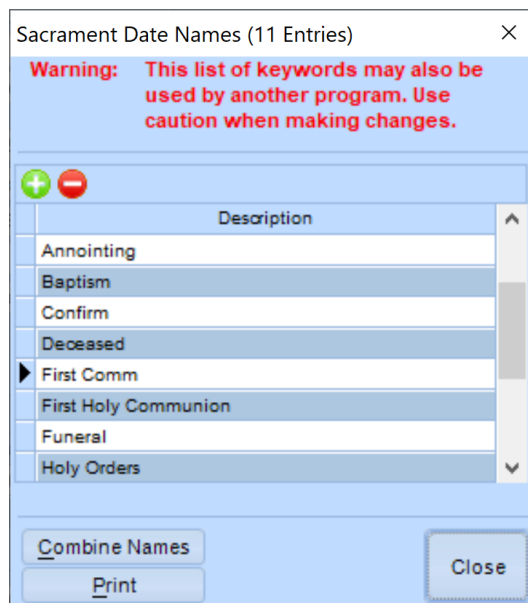 Sacrament Date Names (11 Entries)
Warning: This list of keywords may also be
used by another program. Use
caution when making changes.
Description
Annointing
Baptism
Confirm
Deceased
First Comm
First Holy Communion
Funeral
Holy Orders
Combine Names
Print
Close